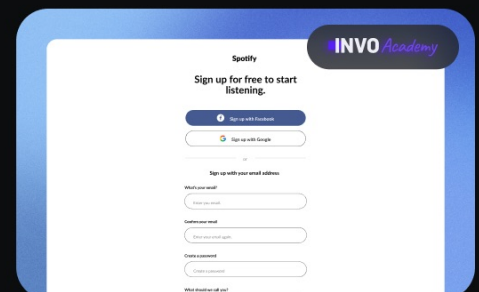 INVO Academy
Spotify
Sign up for free to start
listening.
Sign up with Facebook
Sign up with Google
or
Sign up with your email address
What's your email?
Enter you email
Confirm your email
Enter your email again.
Create a password
Create a password
What should we call you?